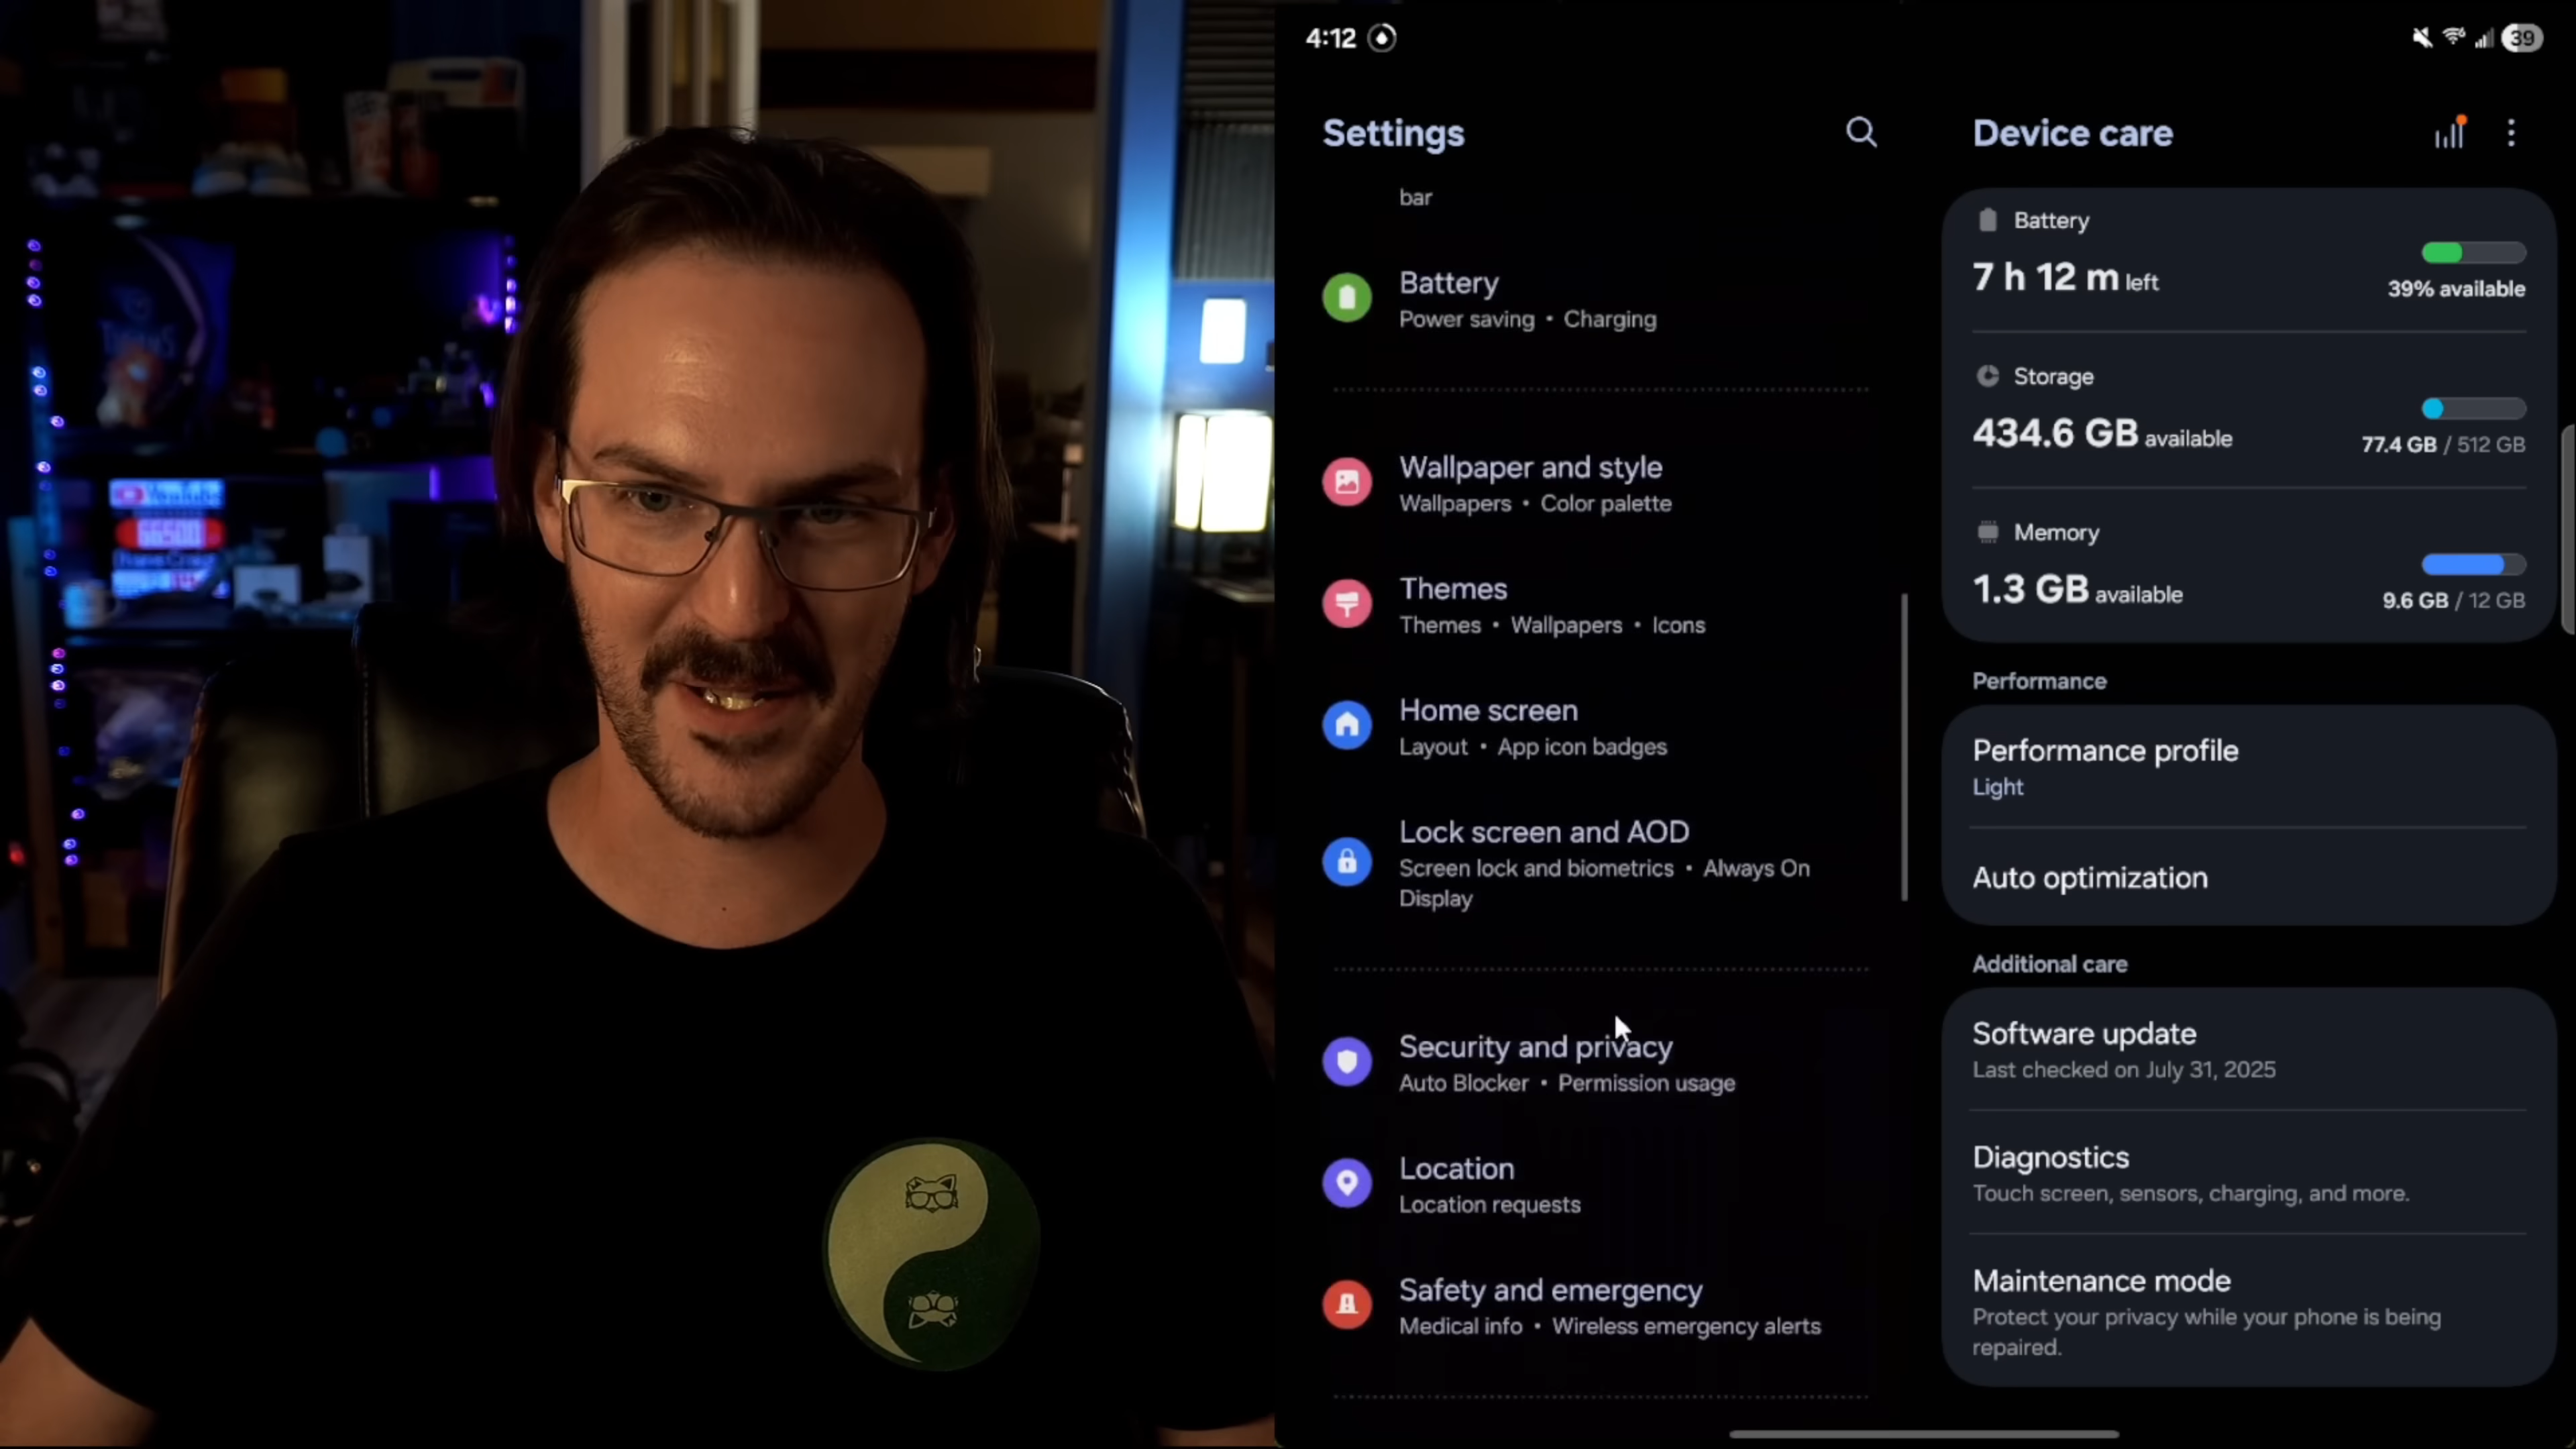 YouTube
66500
4:12
39
Settings
bar
Battery
Power saving • Charging
Wallpaper and style
Wallpapers • Color palette
Themes
Themes • Wallpapers • Icons
Home screen
Layout • App icon badges
Lock screen and AOD
Screen lock and biometrics • Always On
Display
Security and privacy
Auto Blocker • Permission usage
Location
Location requests
Safety and emergency
Medical info • Wireless emergency alerts
Device care
Battery
7 h 12 m left
39% available
Storage
434.6 GB available
77.4 GB / 512 GB
Memory
1.3 GB available
9.6 GB / 12 GB
Performance
Performance profile
Light
Auto optimization
Additional care
Software update
Last checked on July 31, 2025
Diagnostics
Touch screen, sensors, charging, and more.
Maintenance mode
Protect your privacy while your phone is being
repaired.